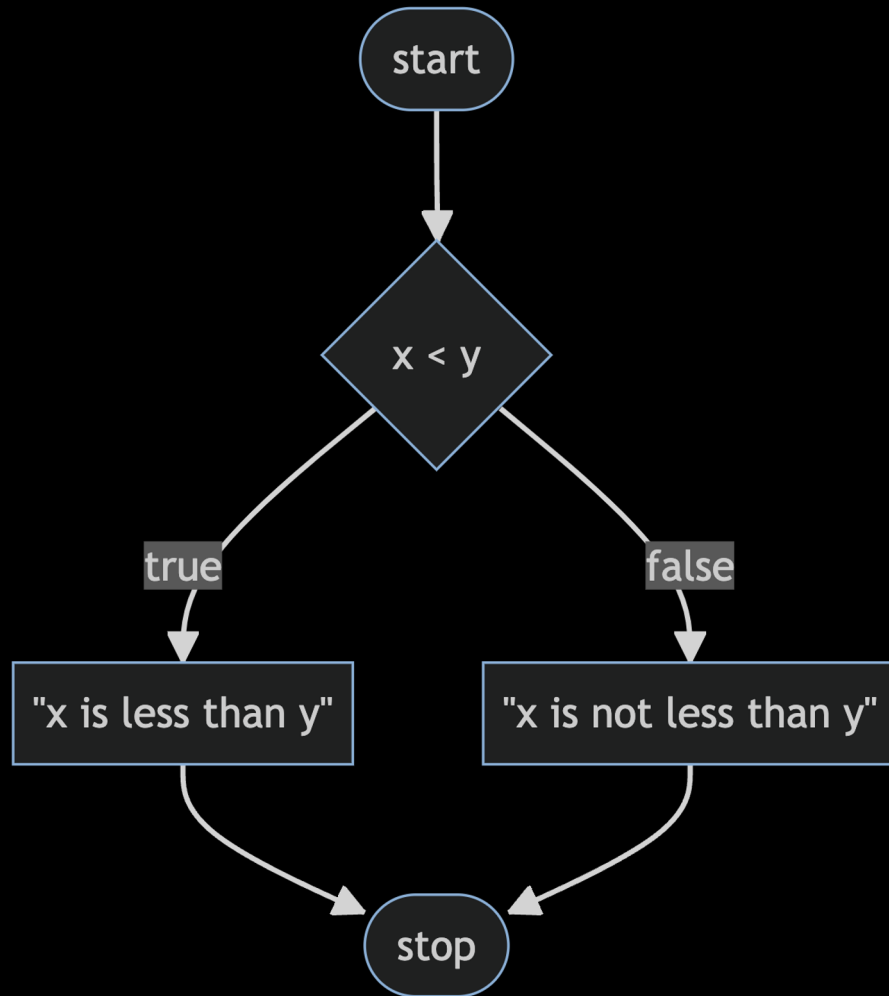 start
x < y
true
false
"x is less than y"
"x is not less than y"
stop